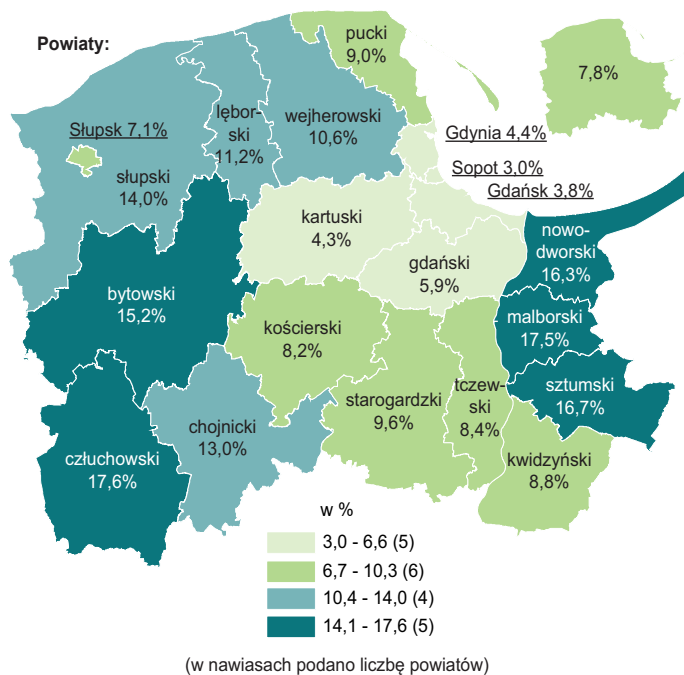 Powiaty:
pucki
9,0%
7,8%
Słupsk 7,1%
lębor-
ski
11,2%
wejherowski
10,6%
Gdynia 4,4%
Sopot 3,0%
Gdańsk 3,8%
słupski
14,0%
kartuski
4,3%
gdański
5,9%
nowo-
dworski
16,3%
bytowski
15,2%
kościerski
8,2%
malborski
17,5%
sztumski
16,7%
starogardzki
9,6%
tczew-
ski
8,4%
chojnicki
13,0%
człuchowski
17,6%
kwidzyński
8,8%
w %
3,0 - 6,6 (5)
6,7 - 10,3 (6)
10,4 - 14,0 (4)
14,1 - 17,6 (5)
(w nawiasach podano liczbę powiatów)